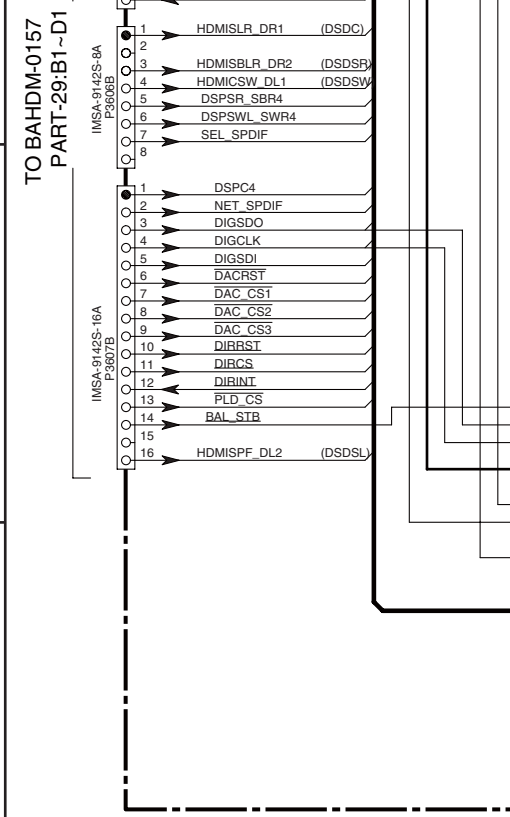 TO BAHDM-0157
PART-29:B1~D1
IMSA-9142S-8A
P3606B
1 HDMISLR_DR1 (DSDC)
2
3 HDMISBLR_DR2 (DSDSR)
4 HDMICSW_DL1 (DSDSW
5 DSPSR_SBR4
6 DSPSWL_SWR4
7 SEL_SPDIF
8
IMSA-9142S-16A
P3607B
1 DSPC4
2 NET_SPDIF
3 DIGSDO
4 DIGCLK
5 DIGSDI
6 DACRST
7 DAC_CS1
8 DAC_CS2
9 DAC_CS3
10 DIRRST
11 DIRCS
12 DIRINT
13 PLD_CS
14 BAL_STB
15
16 HDMISPF_DL2 (DSDSL)